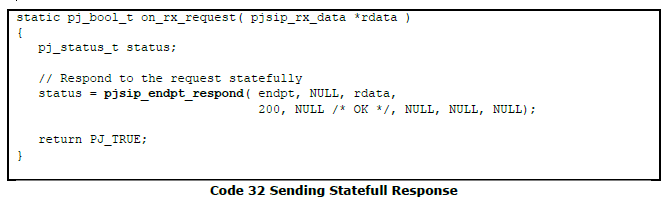 static pj_bool_t on_rx_request( pjsip_rx_data *rdata )
{
pj_status_t status;
// Respond to the request statefully
status = pjsip_endpt_respond( endpt, NULL, rdata,
200, NULL /* OK */, NULL, NULL, NULL);
return PJ_TRUE;
}
Code 32 Sending Statefull Response